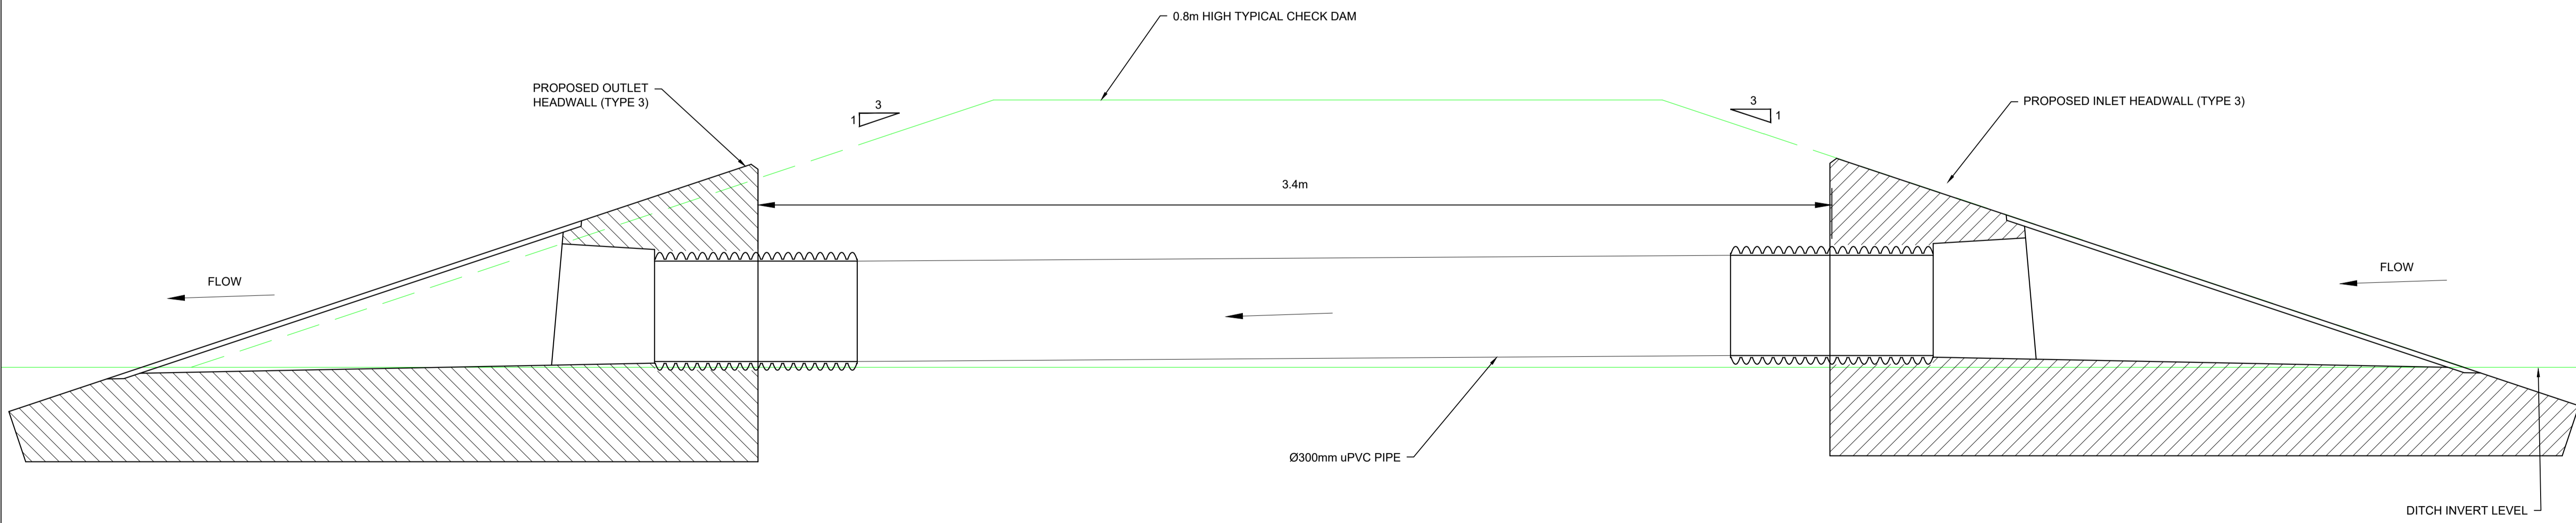 0.8m HIGH TYPICAL CHECK DAM
PROPOSED OUTLET
HEADWALL (TYPE 3)
3
1
3
1
PROPOSED INLET HEADWALL (TYPE 3)
3.4m
FLOW
FLOW
Ø300mm uPVC PIPE
DITCH INVERT LEVEL